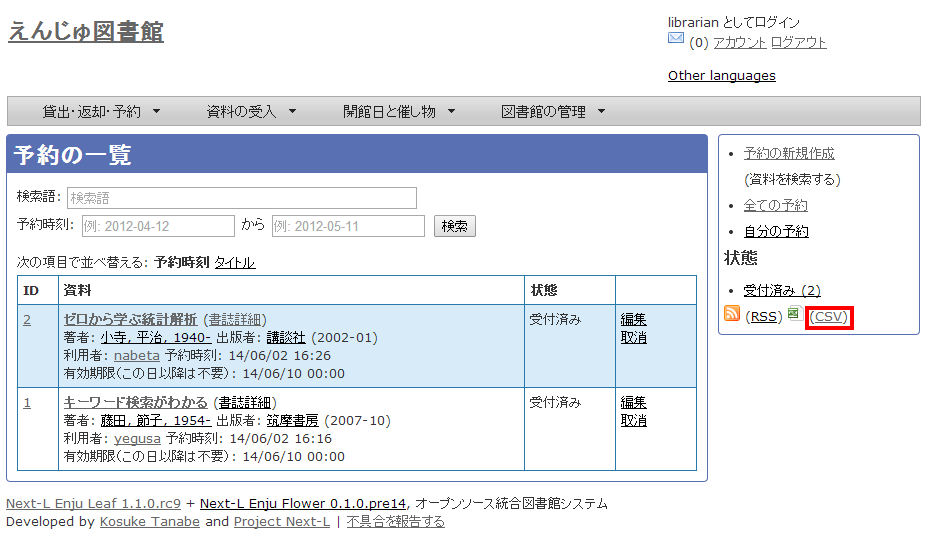 えんじゅ図書館
librarian としてログイン
(0) アカウント ログアウト
Other languages
貸出・返却・予約 ▼ 資料の受入 ▼ 開館日と催し物 ▼ 図書館の管理 ▼
予約の一覧
検索語: 検索語
予約時刻: 例: 2012-04-12 から 例: 2012-05-11 検索
次の項目で並べ替える: 予約時刻 タイトル
ID 資料 状態
2 ゼロから学ぶ統計解析 (書誌詳細) 受付済み 編集
著者: 小寺, 平治, 1940- 出版者: 講談社 (2002-01) 取消
利用者: nabeta 予約時刻: 14/06/02 16:26
有効期限(この日以降は不要): 14/06/10 00:00
1 キーワード検索がわかる (書誌詳細) 受付済み 編集
著者: 藤田, 節子, 1954- 出版者: 筑摩書房 (2007-10) 取消
利用者: yegusa 予約時刻: 14/06/02 16:16
有効期限(この日以降は不要): 14/06/10 00:00
• 予約の新規作成
(資料を検索する)
• 全ての予約
• 自分の予約
状態
• 受付済み (2)
(RSS) (CSV)
Next-L Enju Leaf 1.1.0.rc9 + Next-L Enju Flower 0.1.0.pre14, オープンソース統合図書館システム
Developed by Kosuke Tanabe and Project Next-L | 不具合を報告する